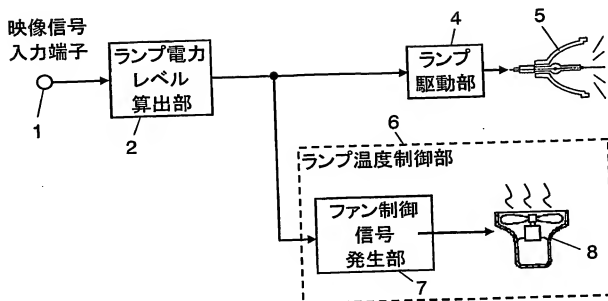 映像信号
入力端子
1
ランプ電力
レベル
算出部
2
4
ランプ
駆動部
5
6
ランプ温度制御部
ファン制御
信号
発生部
7
8